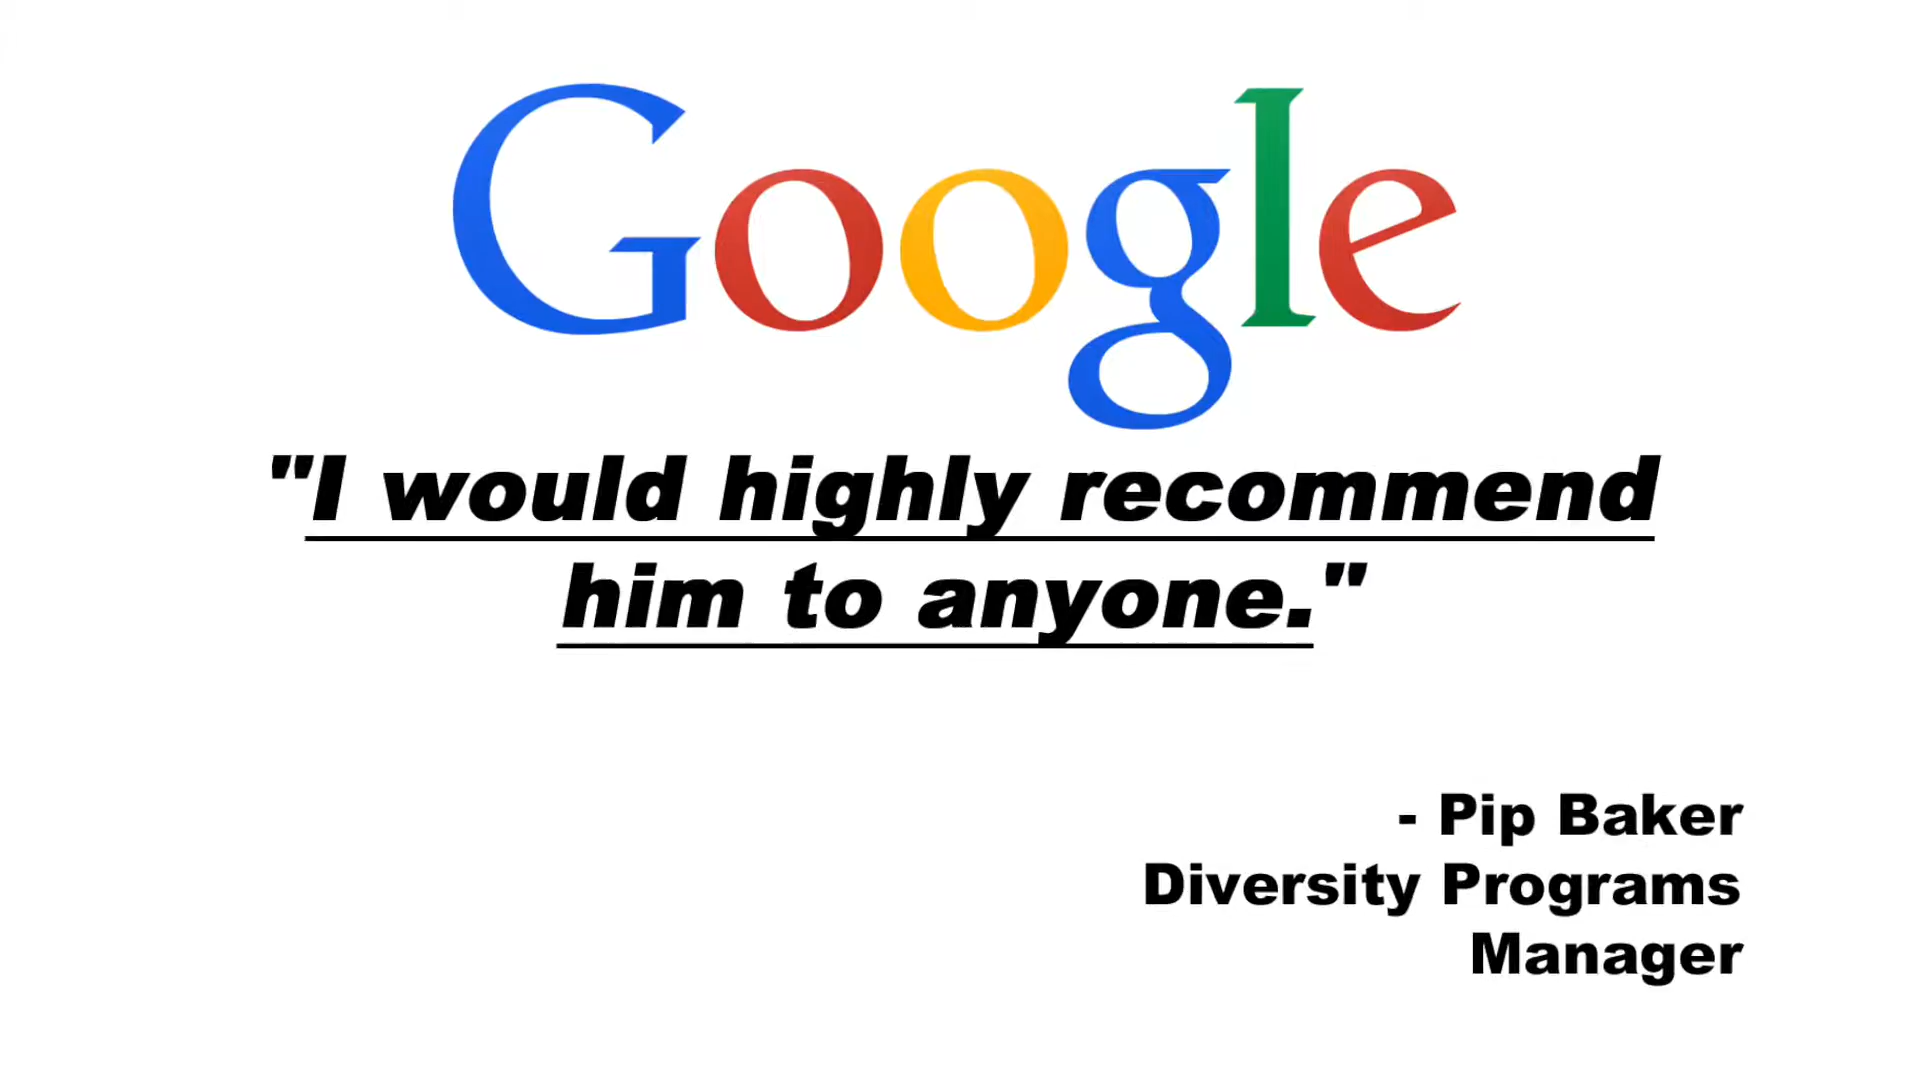 Google
"I would highly recommend
him to anyone."
- Pip Baker
Diversity Programs
Manager